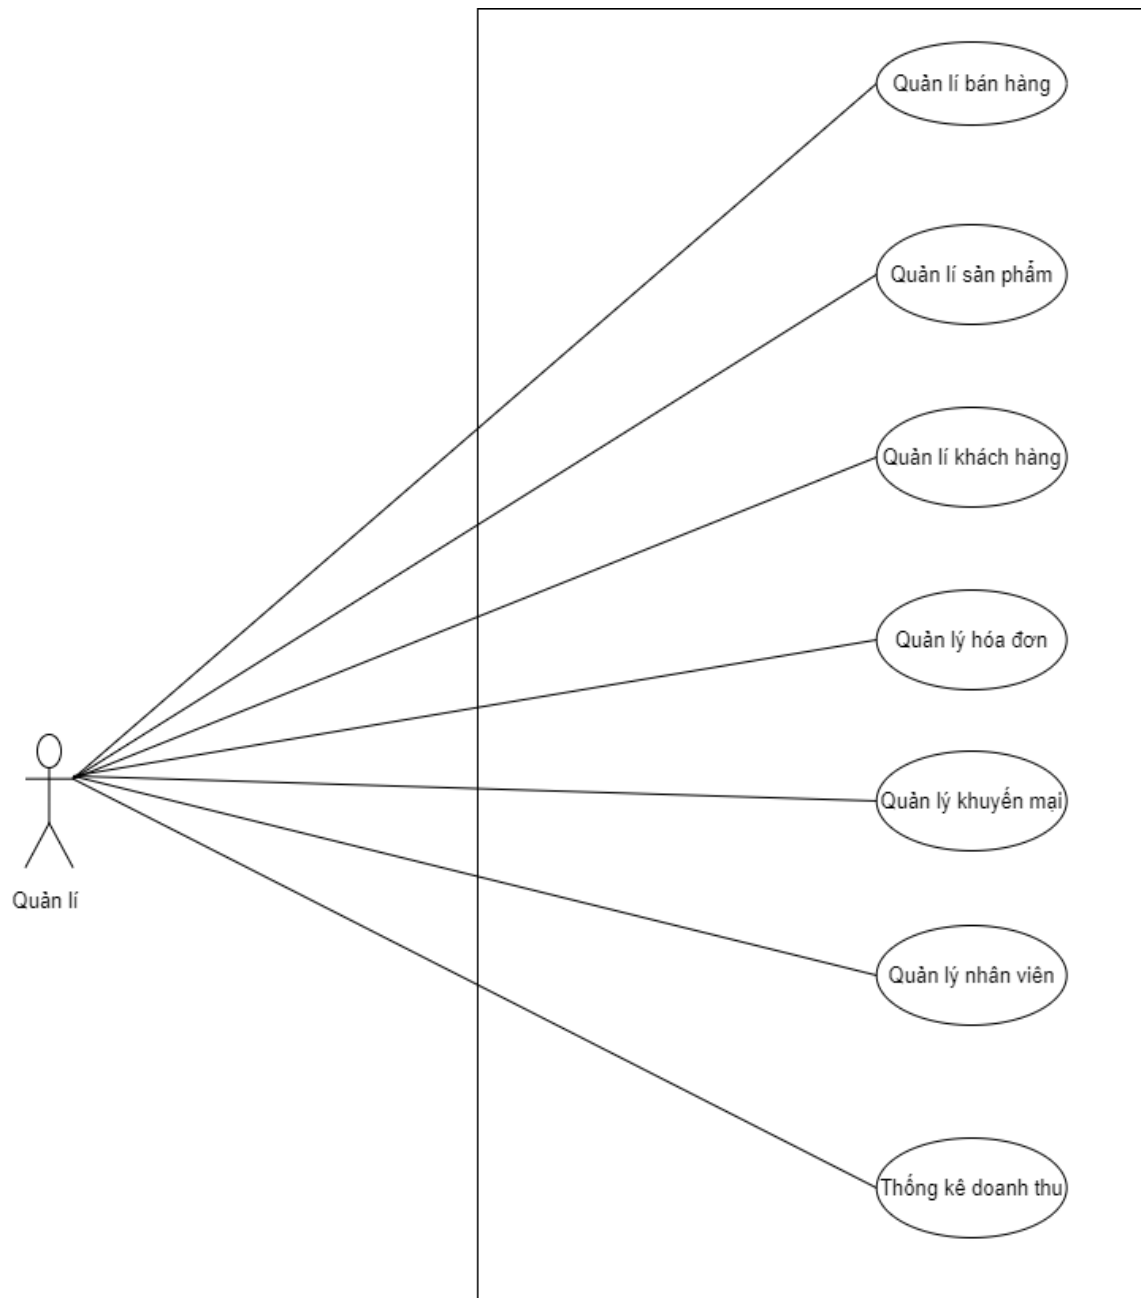 Quản lí bán hàng
Quản lí sản phẩm
Quản lí khách hàng
Quản lý hóa đơn
Quản lý khuyến mại
Quản lí
Quản lý nhân viên
Thống kê doanh thu